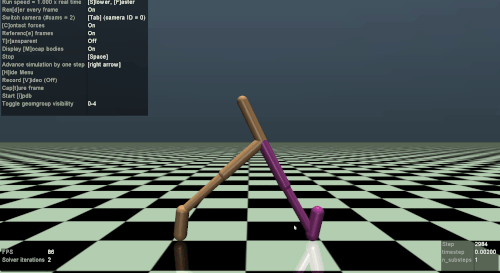 Run speed = 1.000 x real time [S]lower, [F]aster
Ren[d]er every frame On
Switch camera (#cams = 2) [Tab] (camera ID = 0)
[C]ontact forces On
Referenc[e] frames On
T[r]ansparent Off
Display [M]ocap bodies On
Stop [Space]
Advance simulation by one step [right arrow]
[H]ide Menu
Record [V]ideo (Off)
Cap[t]ure frame
Start [i]pdb
Toggle geomgroup visibility 0-4
FPS 86
Solver iterations 2
Step 2984
timestep 0.00200
n_substeps 1